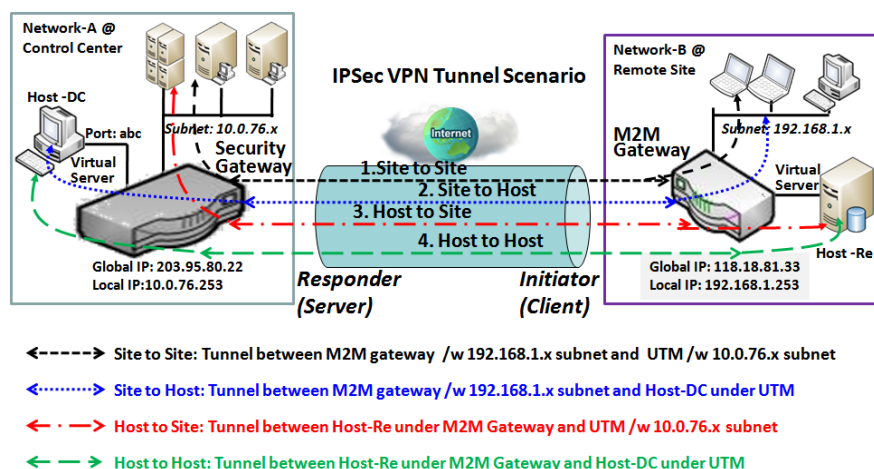 Network-A @
Control Center
Network-B @
Remote Site
IPSec VPN Tunnel Scenario
Host -DC
Port: abc
Subnet: 10.0.76.x
Internet
Subnet: 192.168.1.x
Virtual
Server
Security
Gateway
M2M
Gateway
Virtual
Server
1.Site to Site
2. Site to Host
3. Host to Site
4. Host to Host
Global IP: 203.95.80.22
Local IP:10.0.76.253
Responder
(Server)
Initiator
(Client)
Global IP: 118.18.81.33
Local IP: 192.168.1.253
Host -Re
Site to Site: Tunnel between M2M gateway /w 192.168.1.x subnet and UTM /w 10.0.76.x subnet
Site to Host: Tunnel between M2M gateway /w 192.168.1.x subnet and Host-DC under UTM
Host to Site: Tunnel between Host-Re under M2M Gateway and UTM /w 10.0.76.x subnet
Host to Host: Tunnel between Host-Re under M2M Gateway and Host-DC under UTM